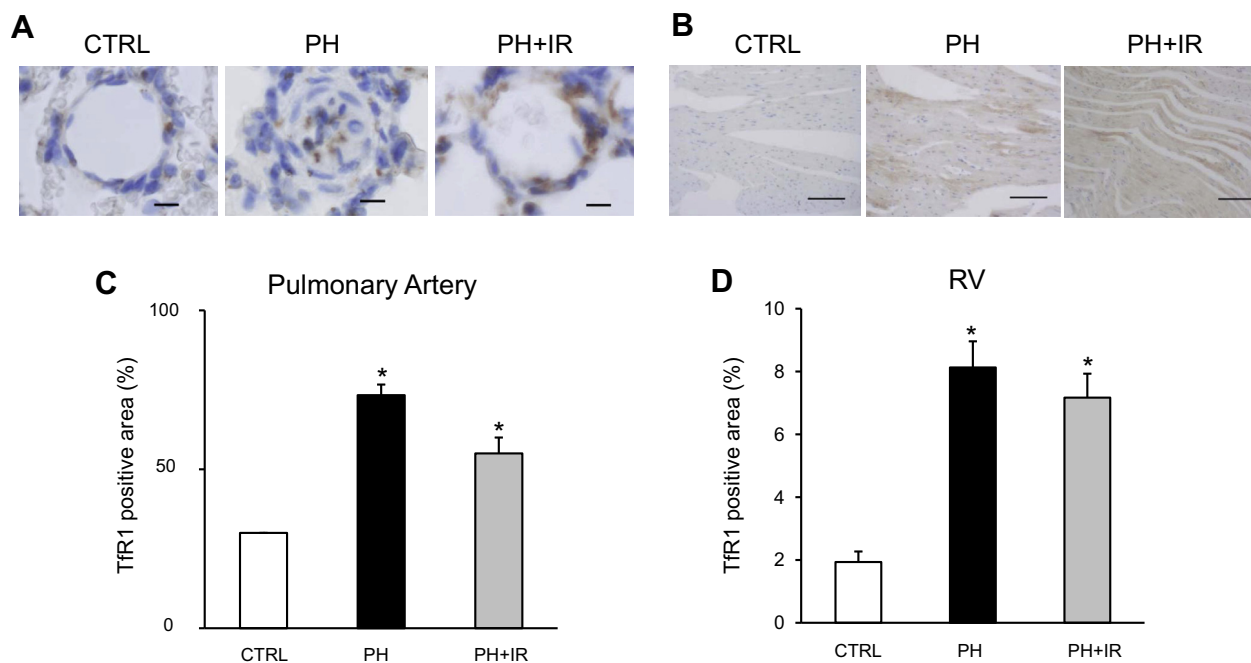 A
CTRL
PH
PH+IR
B
CTRL
PH
PH+IR
C
Pulmonary Artery
TfR1 positive area (%)
100
50
0
*
*
CTRL
PH
PH+IR
D
RV
TfR1 positive area (%)
10
8
6
4
2
0
*
*
CTRL
PH
PH+IR